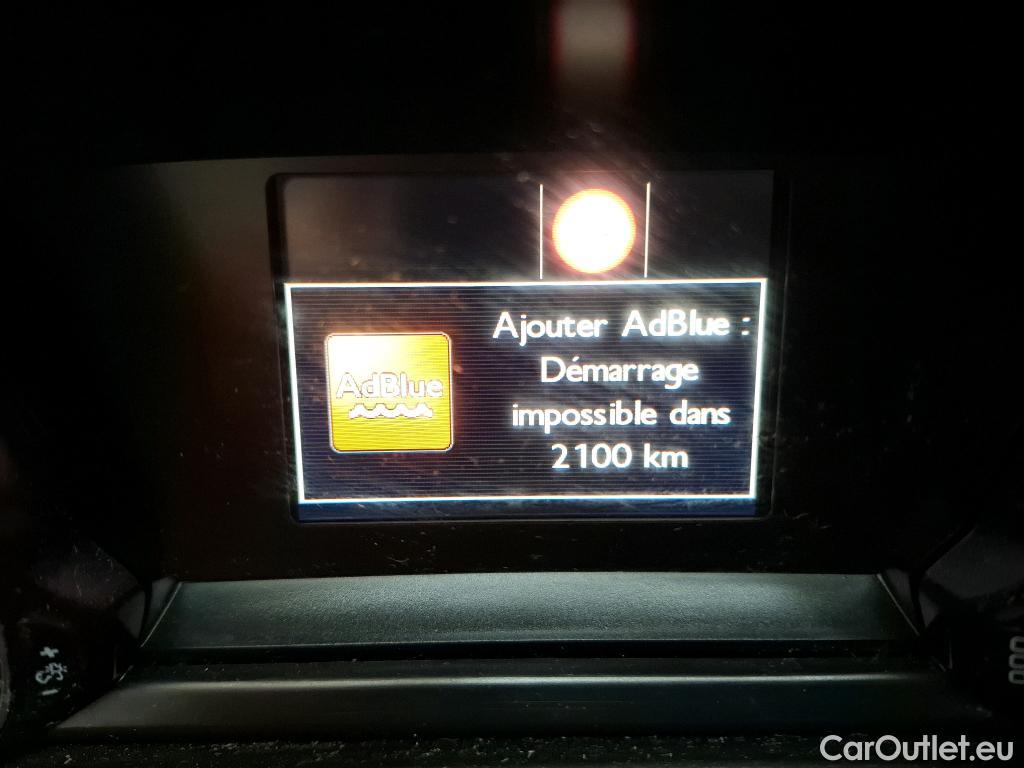 AdBlue
Ajouter AdBlue :
Démarrage
impossible dans
2100 km
CarOutlet.eu